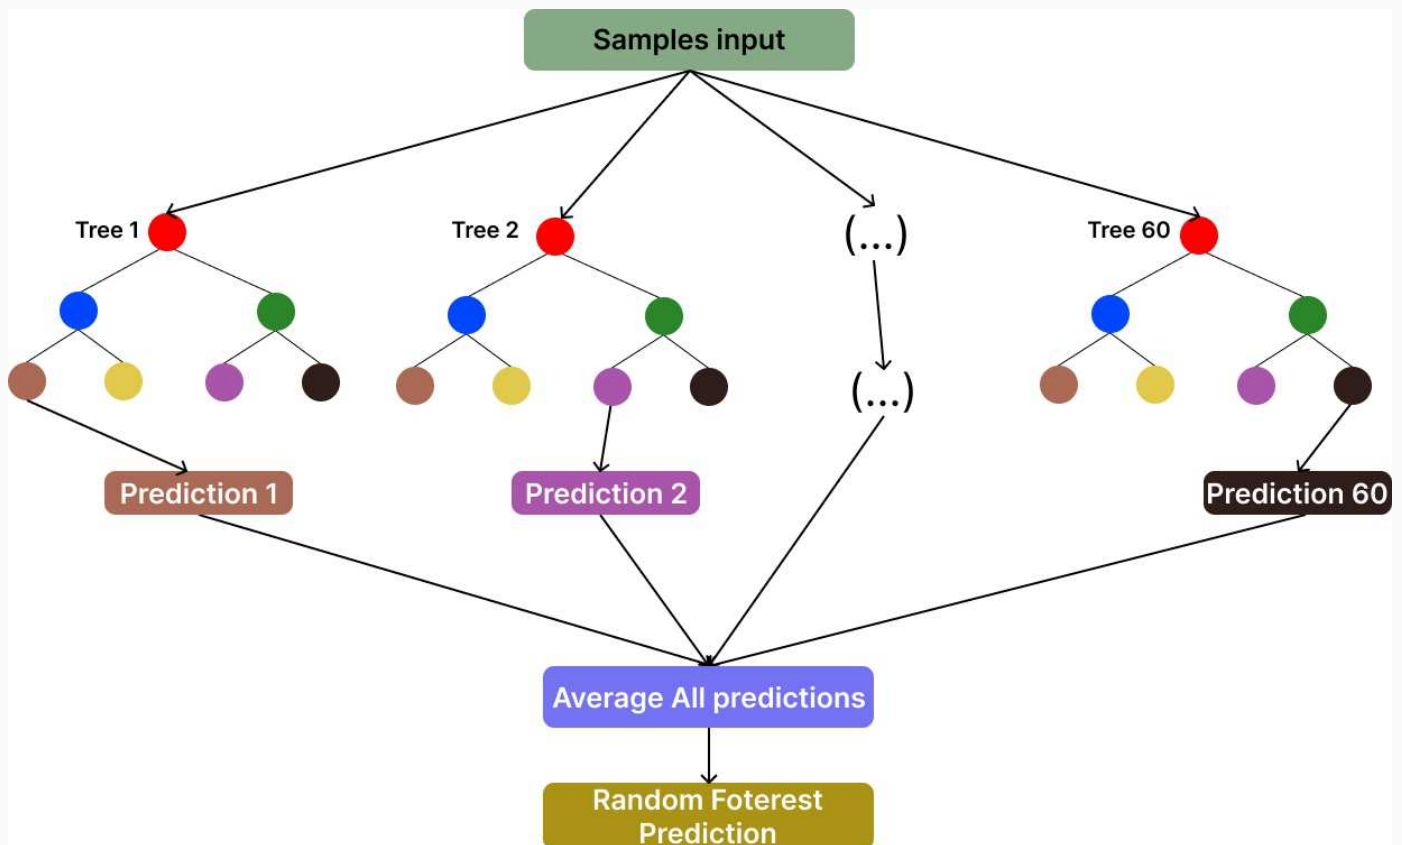 Samples input
Tree 1
Tree 2
(...)
Tree 60
(...)
Prediction 1
Prediction 2
Prediction 60
Average All predictions
Random Foterest
Prediction